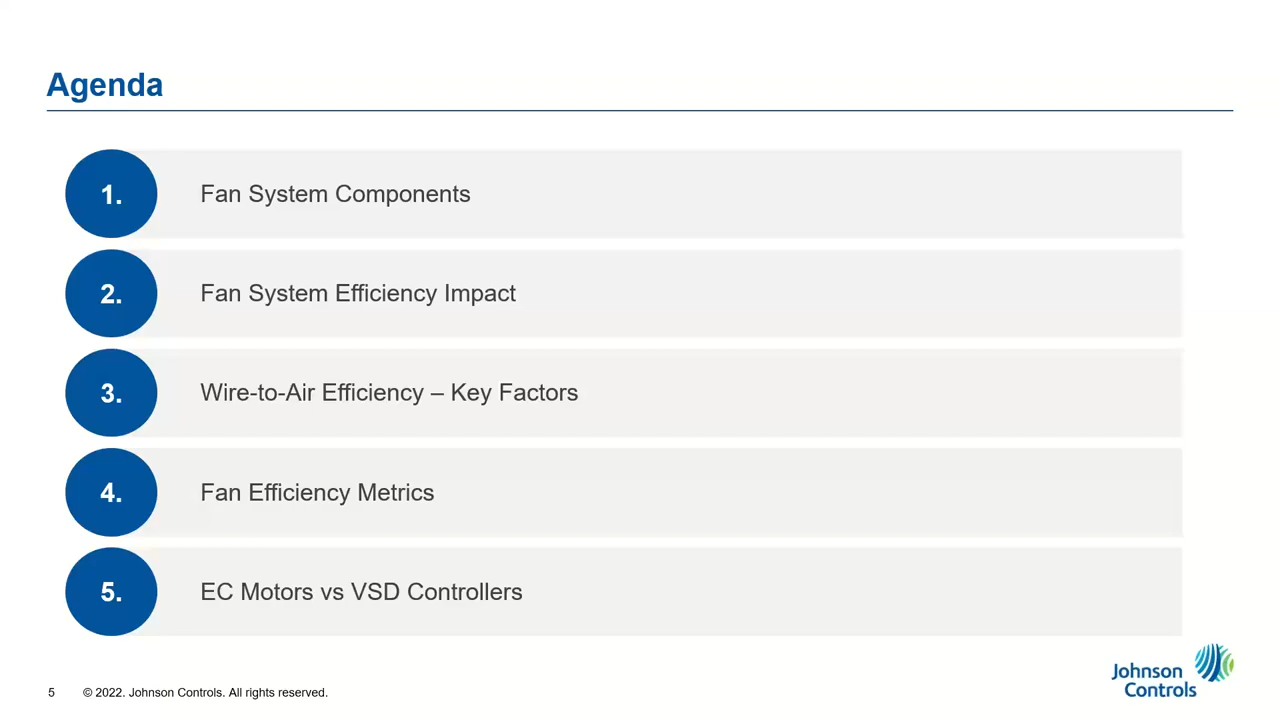 Agenda
1.
Fan System Components
2.
Fan System Efficiency Impact
3.
Wire-to-Air Efficiency – Key Factors
4.
Fan Efficiency Metrics
5.
EC Motors vs VSD Controllers
5
© 2022. Johnson Controls. All rights reserved.
Johnson
Controls